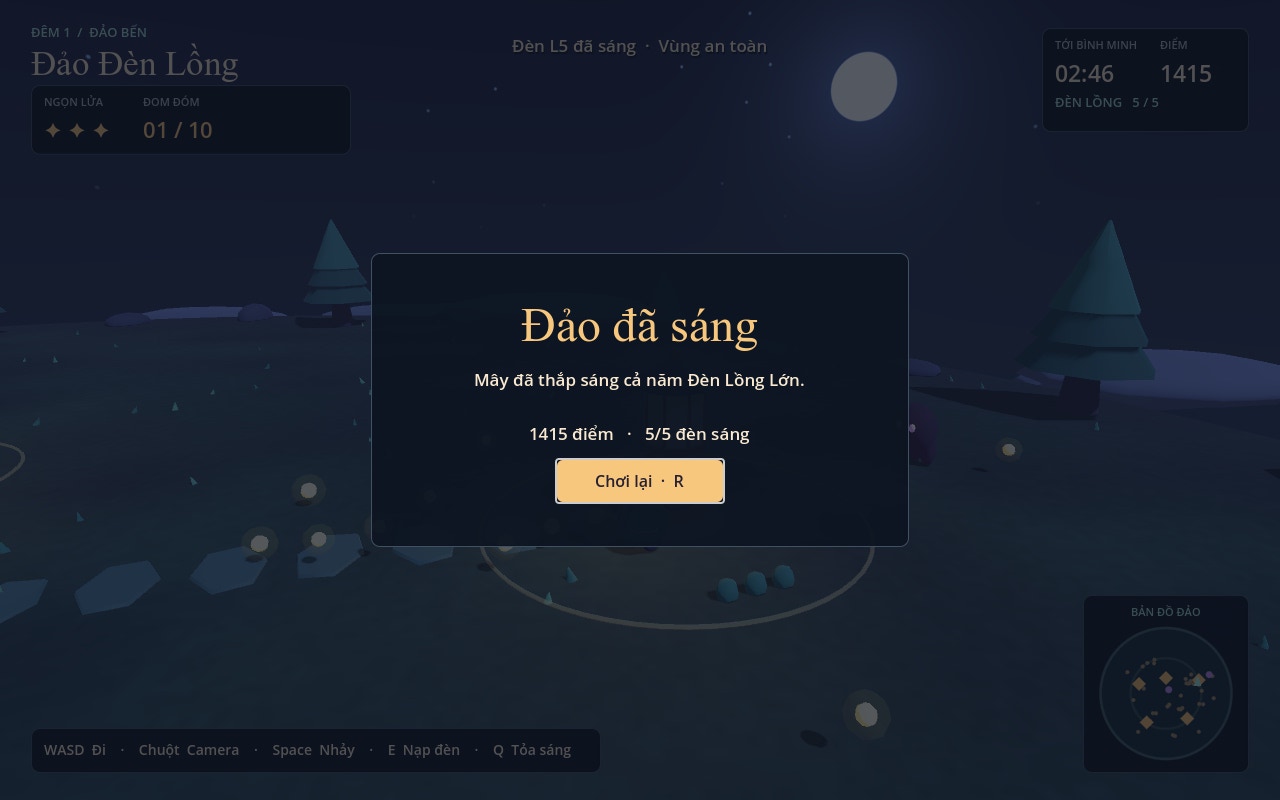 ĐÊM 1 / ĐẢO BẾN
Đảo Đèn Lồng
NGỌN LỬA ĐOM ĐÓM
✦ ✦ ✦ 01 / 10
Đèn L5 đã sáng · Vùng an toàn
TỚI BÌNH MINH ĐIỂM
02:46 1415
ĐÈN LỒNG 5 / 5
Đảo đã sáng
Mây đã thắp sáng cả năm Đèn Lồng Lớn.
1415 điểm · 5/5 đèn sáng
Chơi lại · R
BẢN ĐỒ ĐẢO
WASD Đi · Chuột Camera · Space Nhảy · E Nạp đèn · Q Tỏa sáng